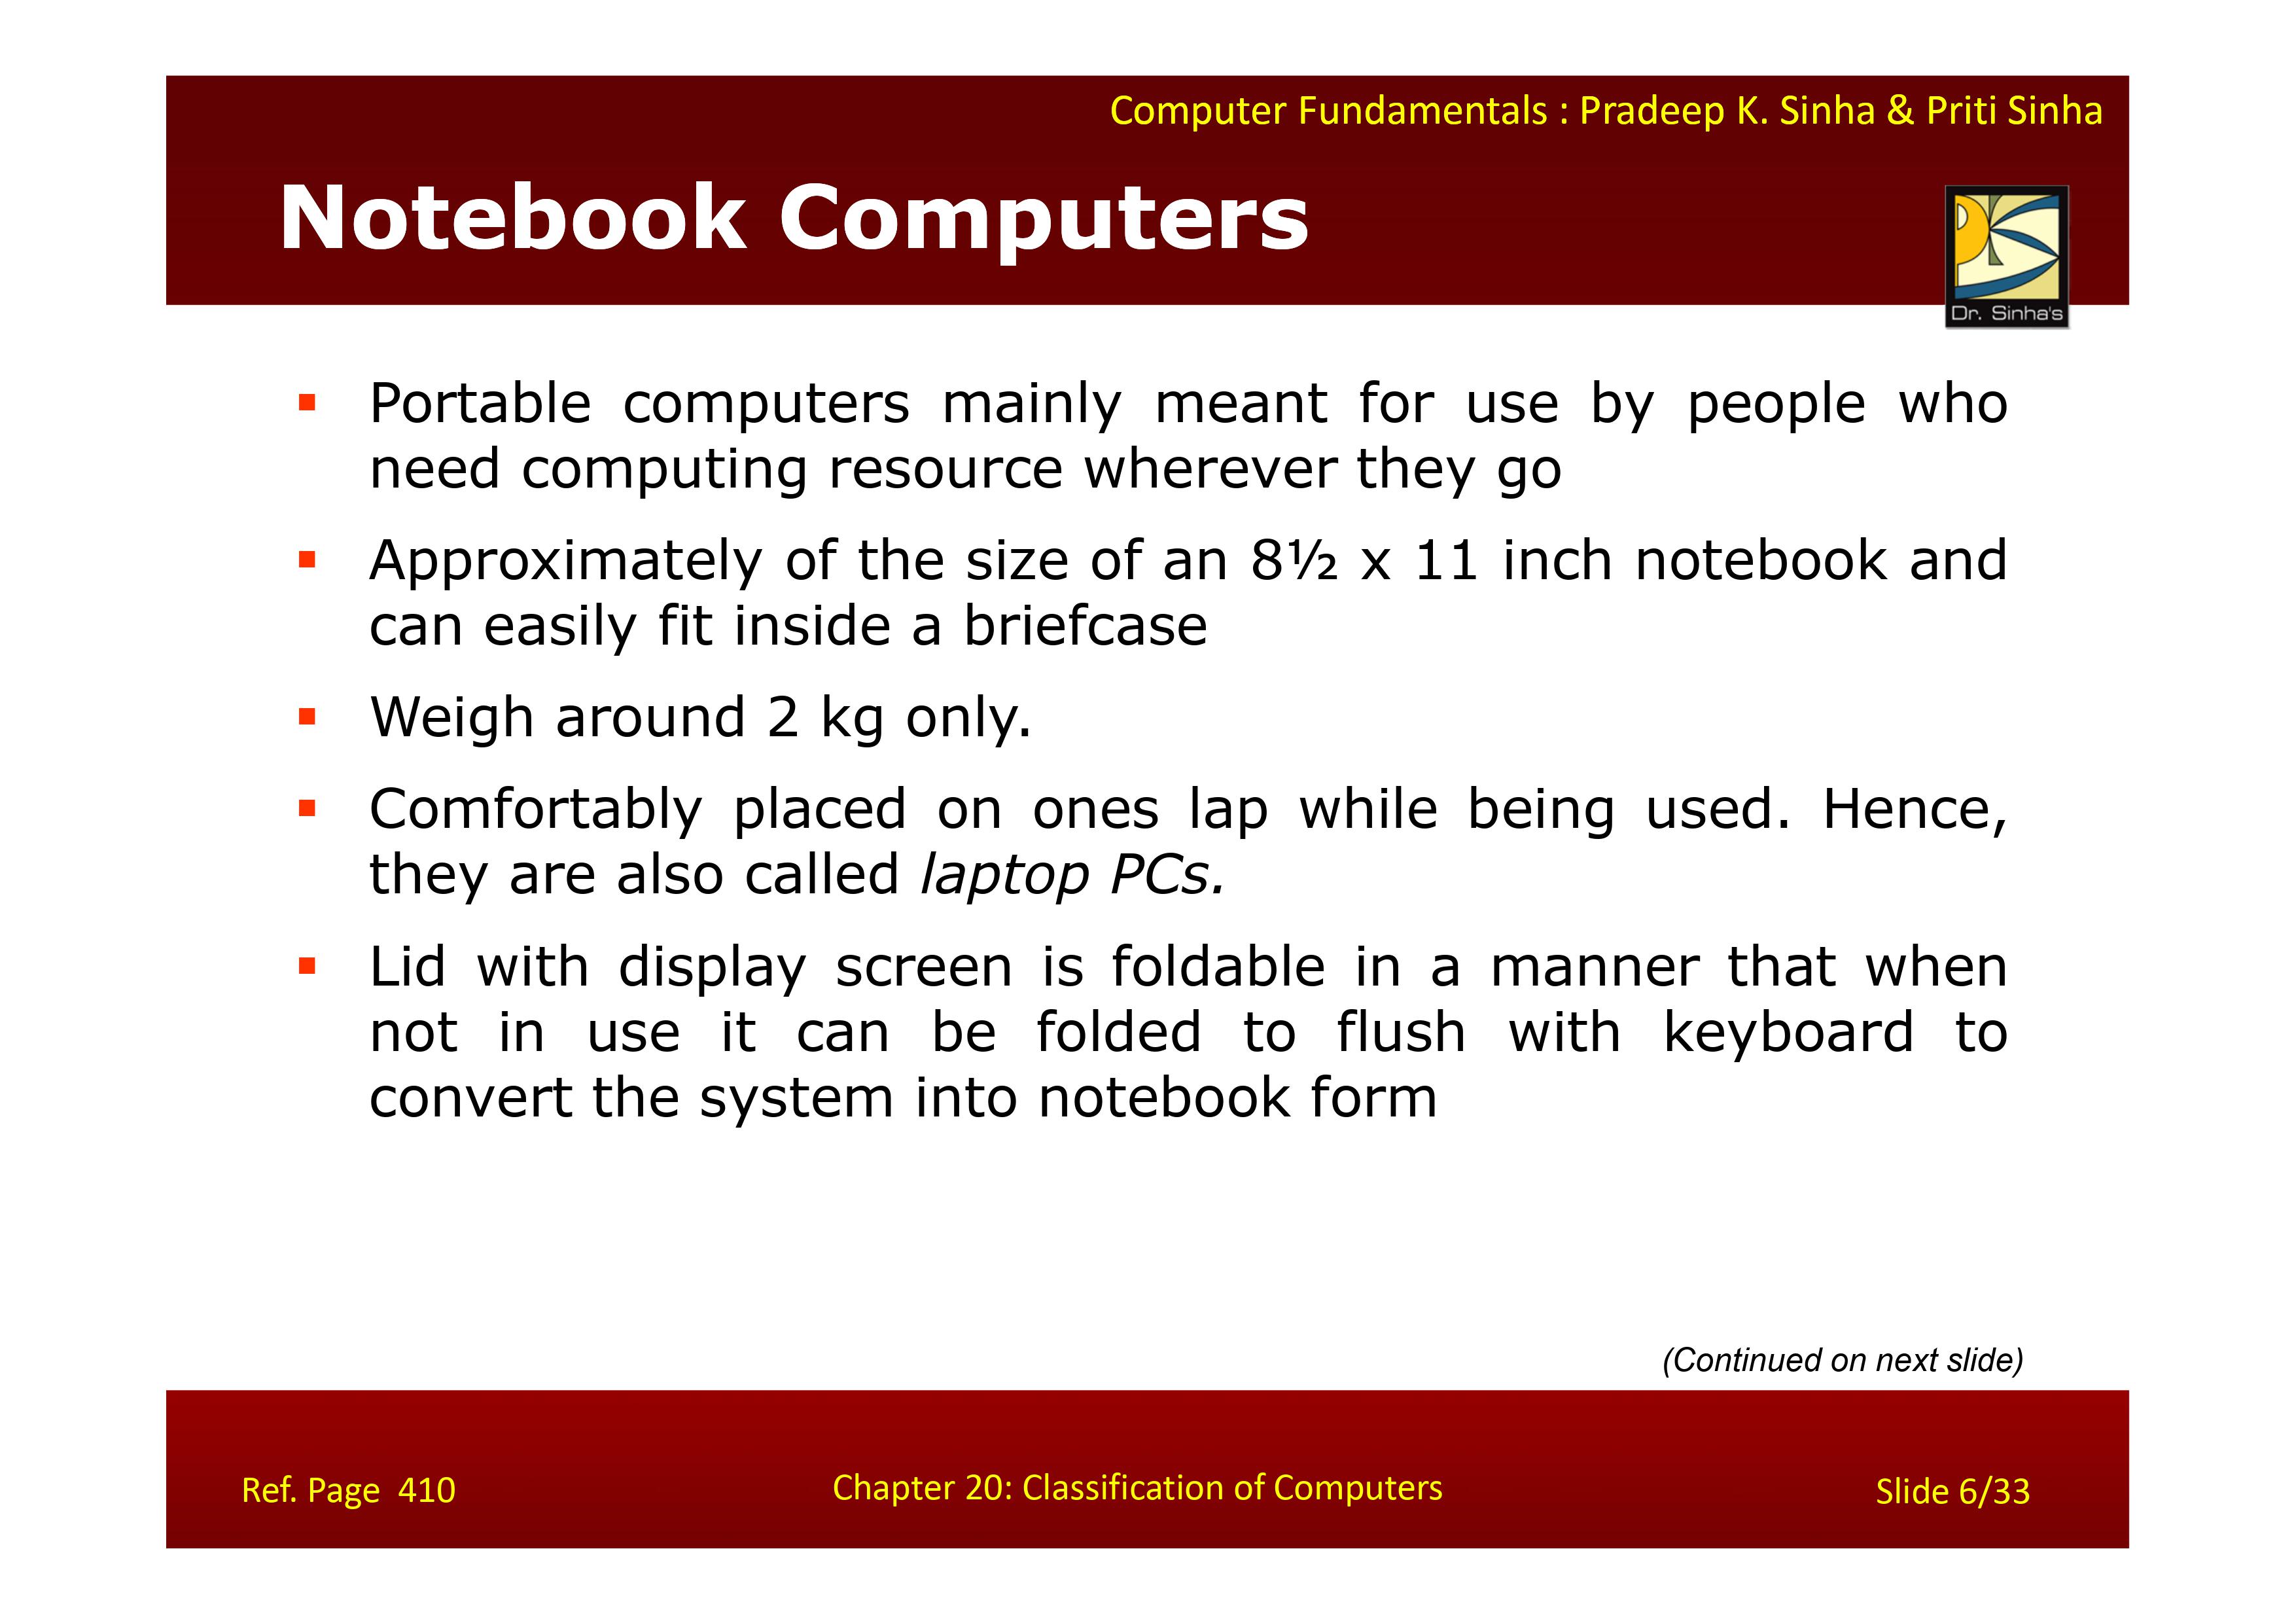 Computer Fundamentals : Pradeep K. Sinha & Priti Sinha
Notebook Computers
Dr. Sinha's
▪ Portable computers mainly meant for use by people who
need computing resource wherever they go
▪ Approximately of the size of an 8½ x 11 inch notebook and
can easily fit inside a briefcase
▪ Weigh around 2 kg only.
▪ Comfortably placed on ones lap while being used. Hence,
they are also called laptop PCs.
▪ Lid with display screen is foldable in a manner that when
not in use it can be folded to flush with keyboard to
convert the system into notebook form
(Continued on next slide)
Ref. Page 410
Chapter 20: Classification of Computers
Slide 6/33